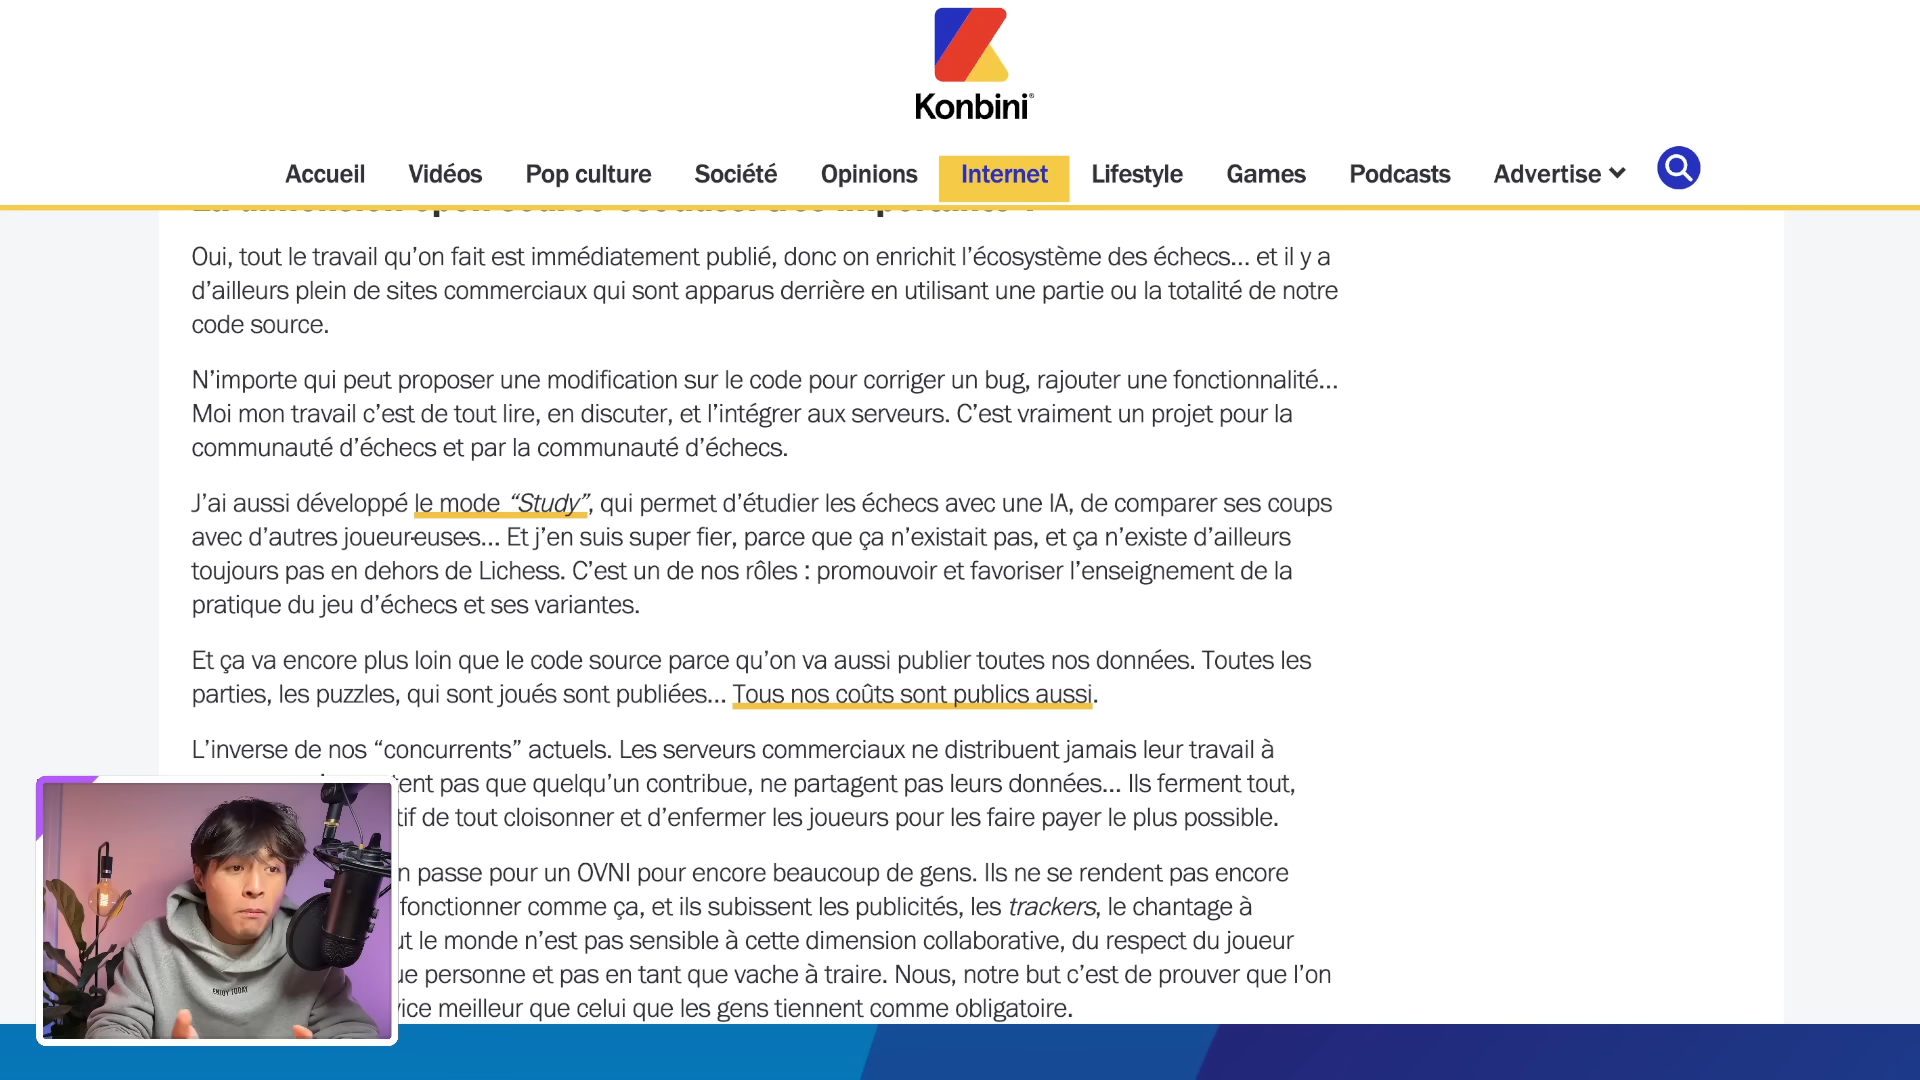 Konbini
Accueil Vidéos Pop culture Société Opinions Internet Lifestyle Games Podcasts Advertise
Oui, tout le travail qu’on fait est immédiatement publié, donc on enrichit l’écosystème des échecs… et il y a
d’ailleurs plein de sites commerciaux qui sont apparus derrière en utilisant une partie ou la totalité de notre
code source.
N’importe qui peut proposer une modification sur le code pour corriger un bug, rajouter une fonctionnalité…
Moi mon travail c’est de tout lire, en discuter, et l’intégrer aux serveurs. C’est vraiment un projet pour la
communauté d’échecs et par la communauté d’échecs.
J’ai aussi développé le mode “Study”, qui permet d’étudier les échecs avec une IA, de comparer ses coups
avec d’autres joueur·euse·s… Et j’en suis super fier, parce que ça n’existait pas, et ça n’existe d’ailleurs
toujours pas en dehors de Lichess. C’est un de nos rôles : promouvoir et favoriser l’enseignement de la
pratique du jeu d’échecs et ses variantes.
Et ça va encore plus loin que le code source parce qu’on va aussi publier toutes nos données. Toutes les
parties, les puzzles, qui sont joués sont publiées… Tous nos coûts sont publics aussi.
L’inverse de nos “concurrents” actuels. Les serveurs commerciaux ne distribuent jamais leur travail à
pas que quelqu’un contribue, ne partagent pas leurs données… Ils ferment tout,
de tout cloisonner et d’enfermer les joueurs pour les faire payer le plus possible.
passe pour un OVNI pour encore beaucoup de gens. Ils ne se rendent pas encore
fonctionner comme ça, et ils subissent les publicités, les trackers, le chantage à
le monde n’est pas sensible à cette dimension collaborative, du respect du joueur
personne et pas en tant que vache à traire. Nous, notre but c’est de prouver que l’on
meilleur que celui que les gens tiennent comme obligatoire.
ENJOY TODAY